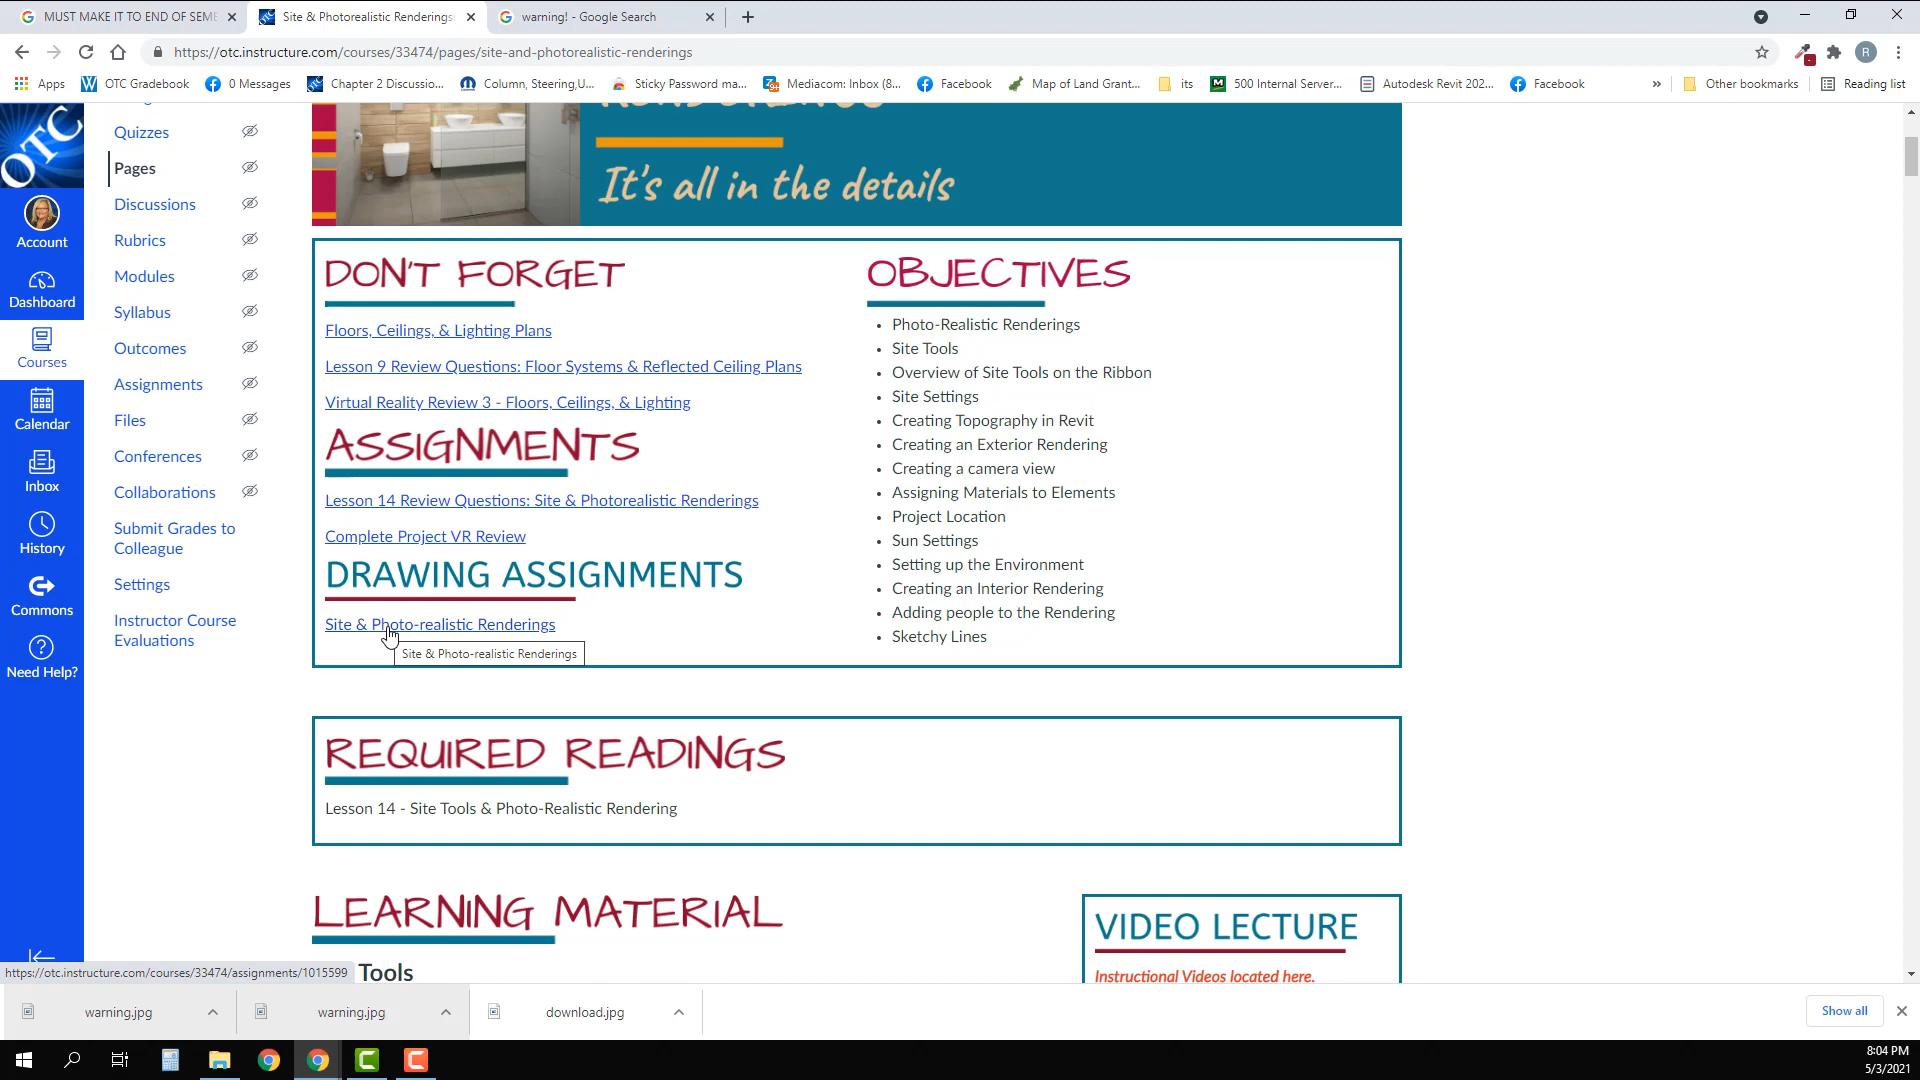 MUST MAKE IT TO END OF SEME
Site & Photorealistic Renderings:
warning! - Google Search
https://otc.instructure.com/courses/33474/pages/site-and-photorealistic-renderings
R
Apps
OTC Gradebook
0 Messages
Chapter 2 Discussio...
Column, Steering,U...
Sticky Password ma...
Mediacom: Inbox (8...
Facebook
Map of Land Grant...
its
500 Internal Server...
Autodesk Revit 202...
Facebook
»
Other bookmarks
Reading list
OTC
Account
Dashboard
Courses
Calendar
Inbox
History
Commons
Need Help?
Quizzes
Pages
Discussions
Rubrics
Modules
Syllabus
Outcomes
Assignments
Files
Conferences
Collaborations
Submit Grades to
Colleague
Settings
Instructor Course
Evaluations
RENDERINGS
It's all in the details
DON'T FORGET
Floors, Ceilings, & Lighting Plans
Lesson 9 Review Questions: Floor Systems & Reflected Ceiling Plans
Virtual Reality Review 3 - Floors, Ceilings, & Lighting
ASSIGNMENTS
Lesson 14 Review Questions: Site & Photorealistic Renderings
Complete Project VR Review
DRAWING ASSIGNMENTS
Site & Photo-realistic Renderings
Site & Photo-realistic Renderings
OBJECTIVES
• Photo-Realistic Renderings
• Site Tools
• Overview of Site Tools on the Ribbon
• Site Settings
• Creating Topography in Revit
• Creating an Exterior Rendering
• Creating a camera view
• Assigning Materials to Elements
• Project Location
• Sun Settings
• Setting up the Environment
• Creating an Interior Rendering
• Adding people to the Rendering
• Sketchy Lines
REQUIRED READINGS
Lesson 14 - Site Tools & Photo-Realistic Rendering
LEARNING MATERIAL
Tools
VIDEO LECTURE
Instructional Videos located here.
https://otc.instructure.com/courses/33474/assignments/1015599
warning.jpg
warning.jpg
download.jpg
Show all
8:04 PM
5/3/2021